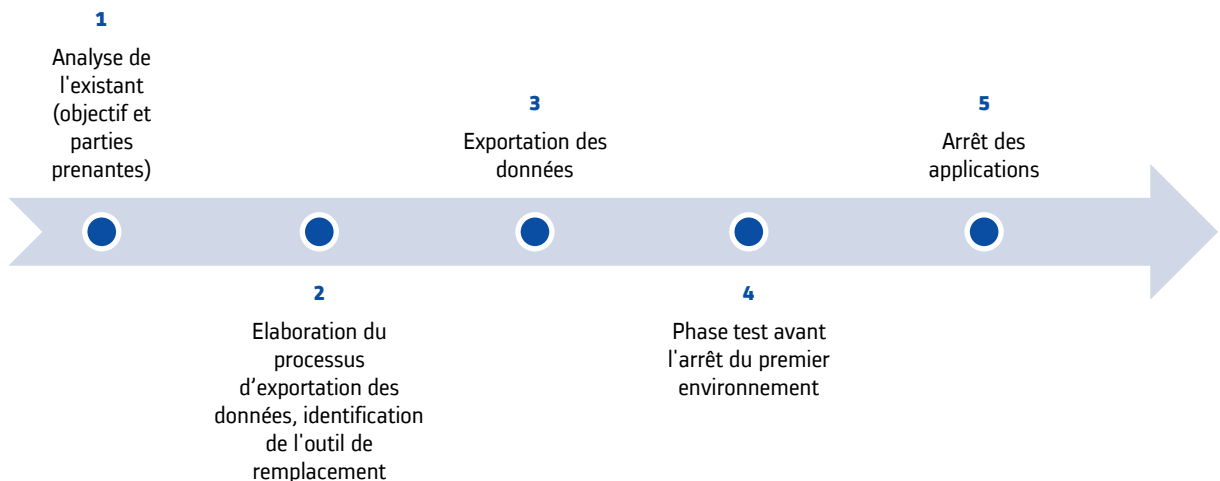 1
Analyse de
l'existant
(objectif et
parties
prenantes)
2
Elaboration du
processus
d’exportation des
données, identification
de l'outil de
remplacement
3
Exportation des
données
4
Phase test avant
l'arrêt du premier
environnement
5
Arrêt des
applications